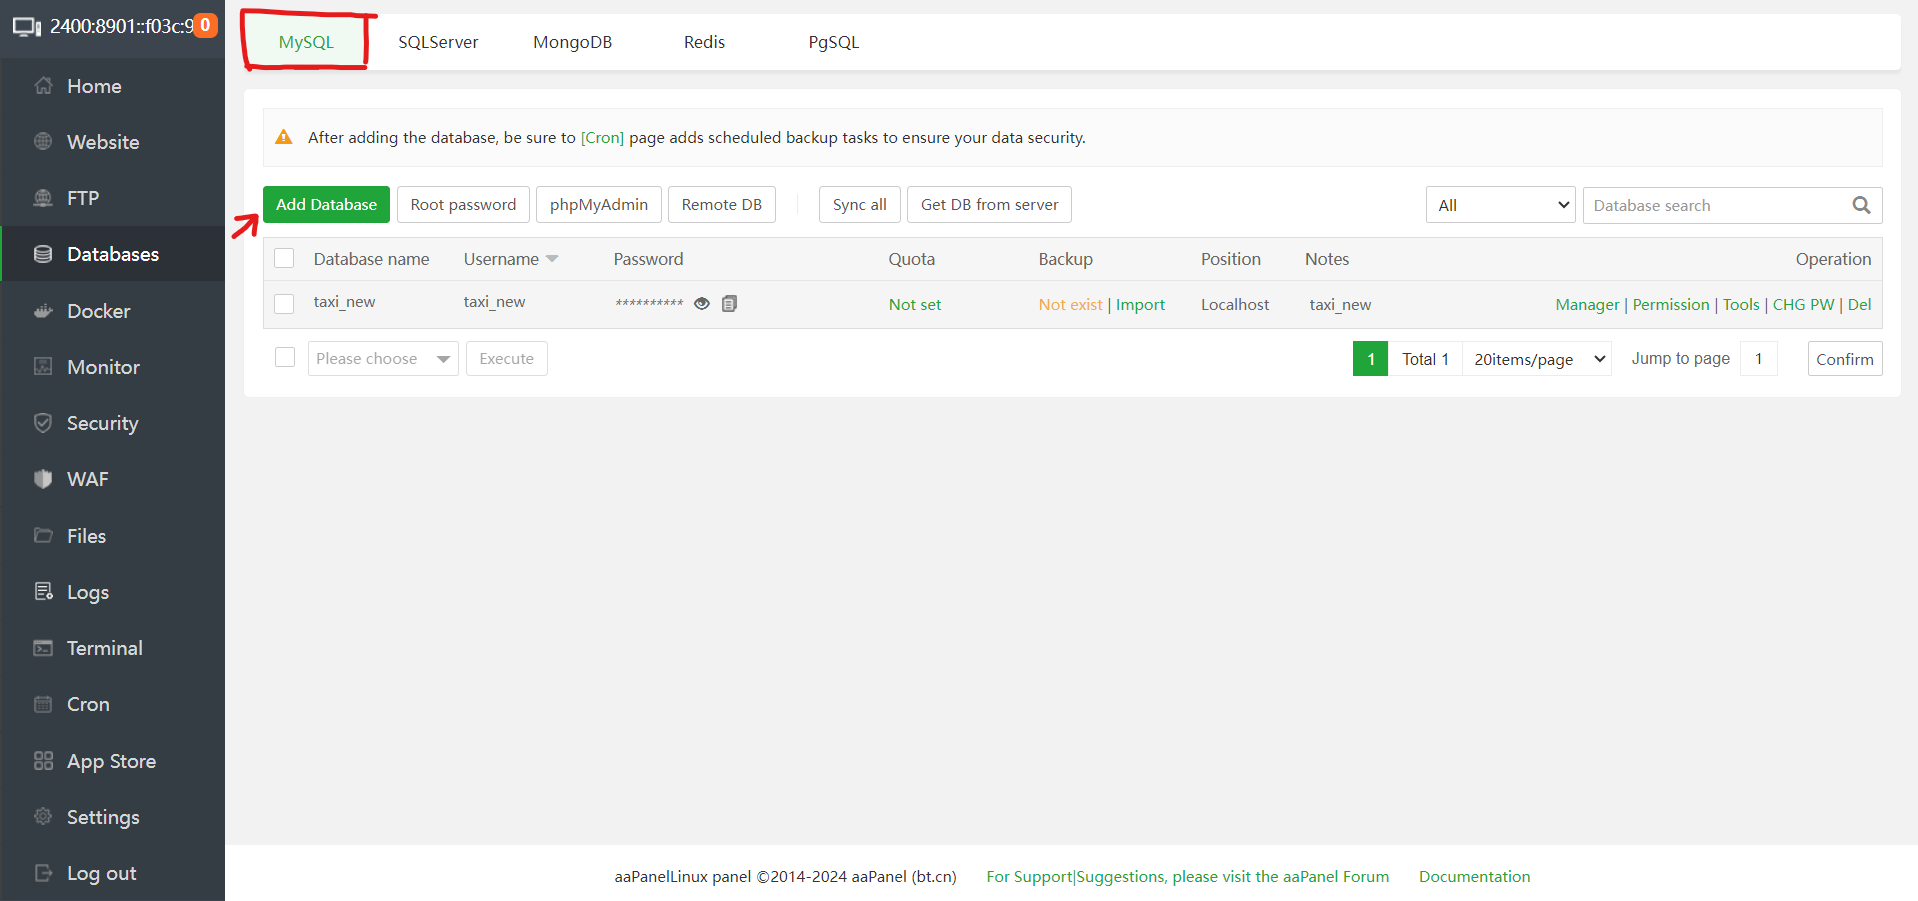 2400:8901::f03c:9 0
Home
Website
FTP
Databases
Docker
Monitor
Security
WAF
Files
Logs
Terminal
Cron
App Store
Settings
Log out
MySQL SQLServer MongoDB Redis PgSQL
After adding the database, be sure to [Cron] page adds scheduled backup tasks to ensure your data security.
Add Database Root password phpMyAdmin Remote DB Sync all Get DB from server All Database search
Database name Username Password Quota Backup Position Notes Operation
taxi_new taxi_new ********** Not set Not exist | Import Localhost taxi_new Manager | Permission | Tools | CHG PW | Del
Please choose Execute 1 Total 1 20items/page Jump to page 1 Confirm
aaPanelLinux panel ©2014-2024 aaPanel (bt.cn) For Support|Suggestions, please visit the aaPanel Forum Documentation